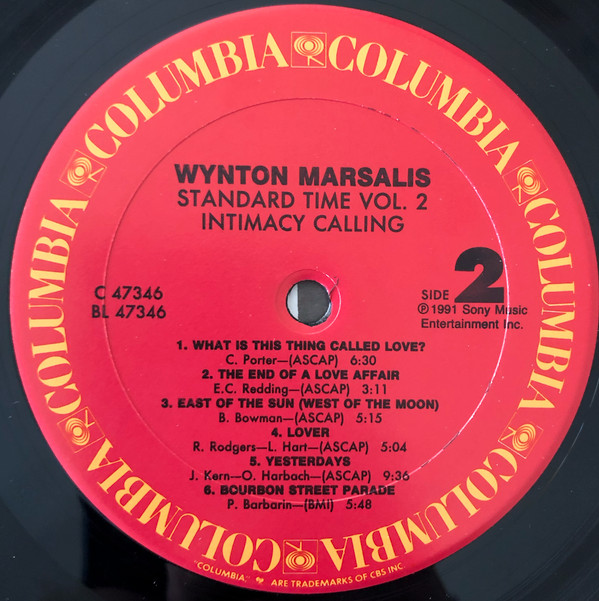 COLUMBIA COLUMBIA COLUMBIA COLUMBIA COLUMBIA COLUMBIA COLUMBIA COLUMBIA
WYNTON MARSALIS
STANDARD TIME VOL. 2
INTIMACY CALLING
C 47346
BL 47346
SIDE 2
℗ 1991 Sony Music
Entertainment Inc.
1. WHAT IS THIS THING CALLED LOVE?
C. Porter—(ASCAP) 6:30
2. THE END OF A LOVE AFFAIR
E.C. Redding—(ASCAP) 3:11
3. EAST OF THE SUN (WEST OF THE MOON)
B. Bowman—(ASCAP) 5:15
4. LOVER
R. Rodgers—L. Hart—(ASCAP) 5:04
5. YESTERDAYS
J. Kern—O. Harbach—(ASCAP) 9:36
6. BOURBON STREET PARADE
P. Barbarin—(BMI) 5:48
"COLUMBIA," ARE TRADEMARKS OF CBS INC.